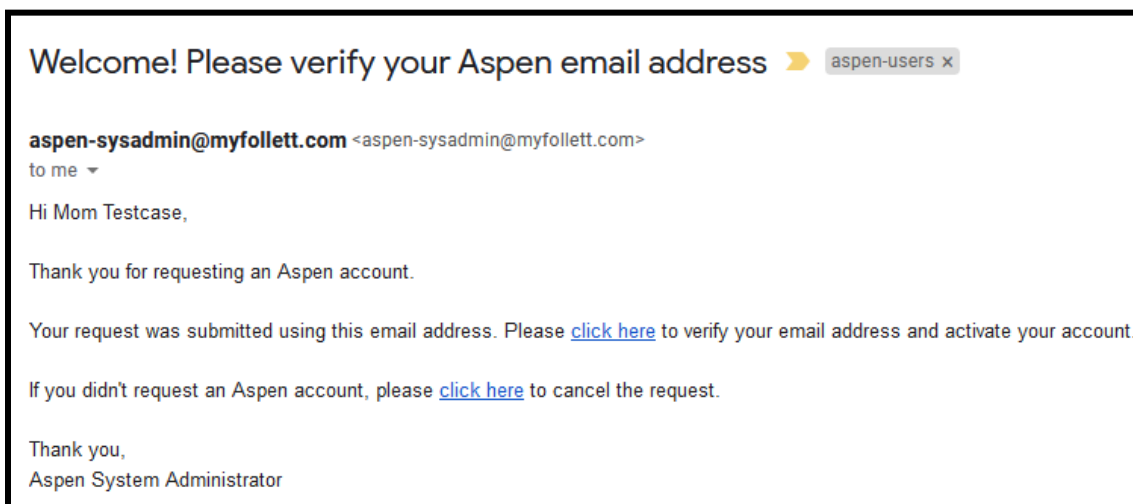 Welcome! Please verify your Aspen email address aspen-users x
aspen-sysadmin@myfollett.com <aspen-sysadmin@myfollett.com>
to me
Hi Mom Testcase,
Thank you for requesting an Aspen account.
Your request was submitted using this email address. Please click here to verify your email address and activate your account.
If you didn't request an Aspen account, please click here to cancel the request.
Thank you,
Aspen System Administrator